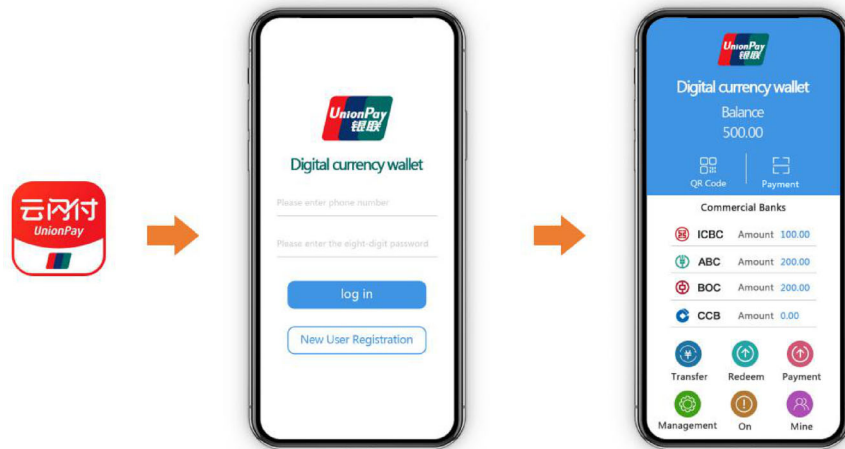 云闪付
UnionPay
UnionPay
银联
Digital currency wallet
Please enter phone number
Please enter the eight-digit password
log in
New User Registration
UnionPay
银联
Digital currency wallet
Balance
500.00
QR Code Payment
Commercial Banks
ICBC Amount 100.00
ABC Amount 200.00
BOC Amount 200.00
CCB Amount 0.00
Transfer Redeem Payment
Management On Mine